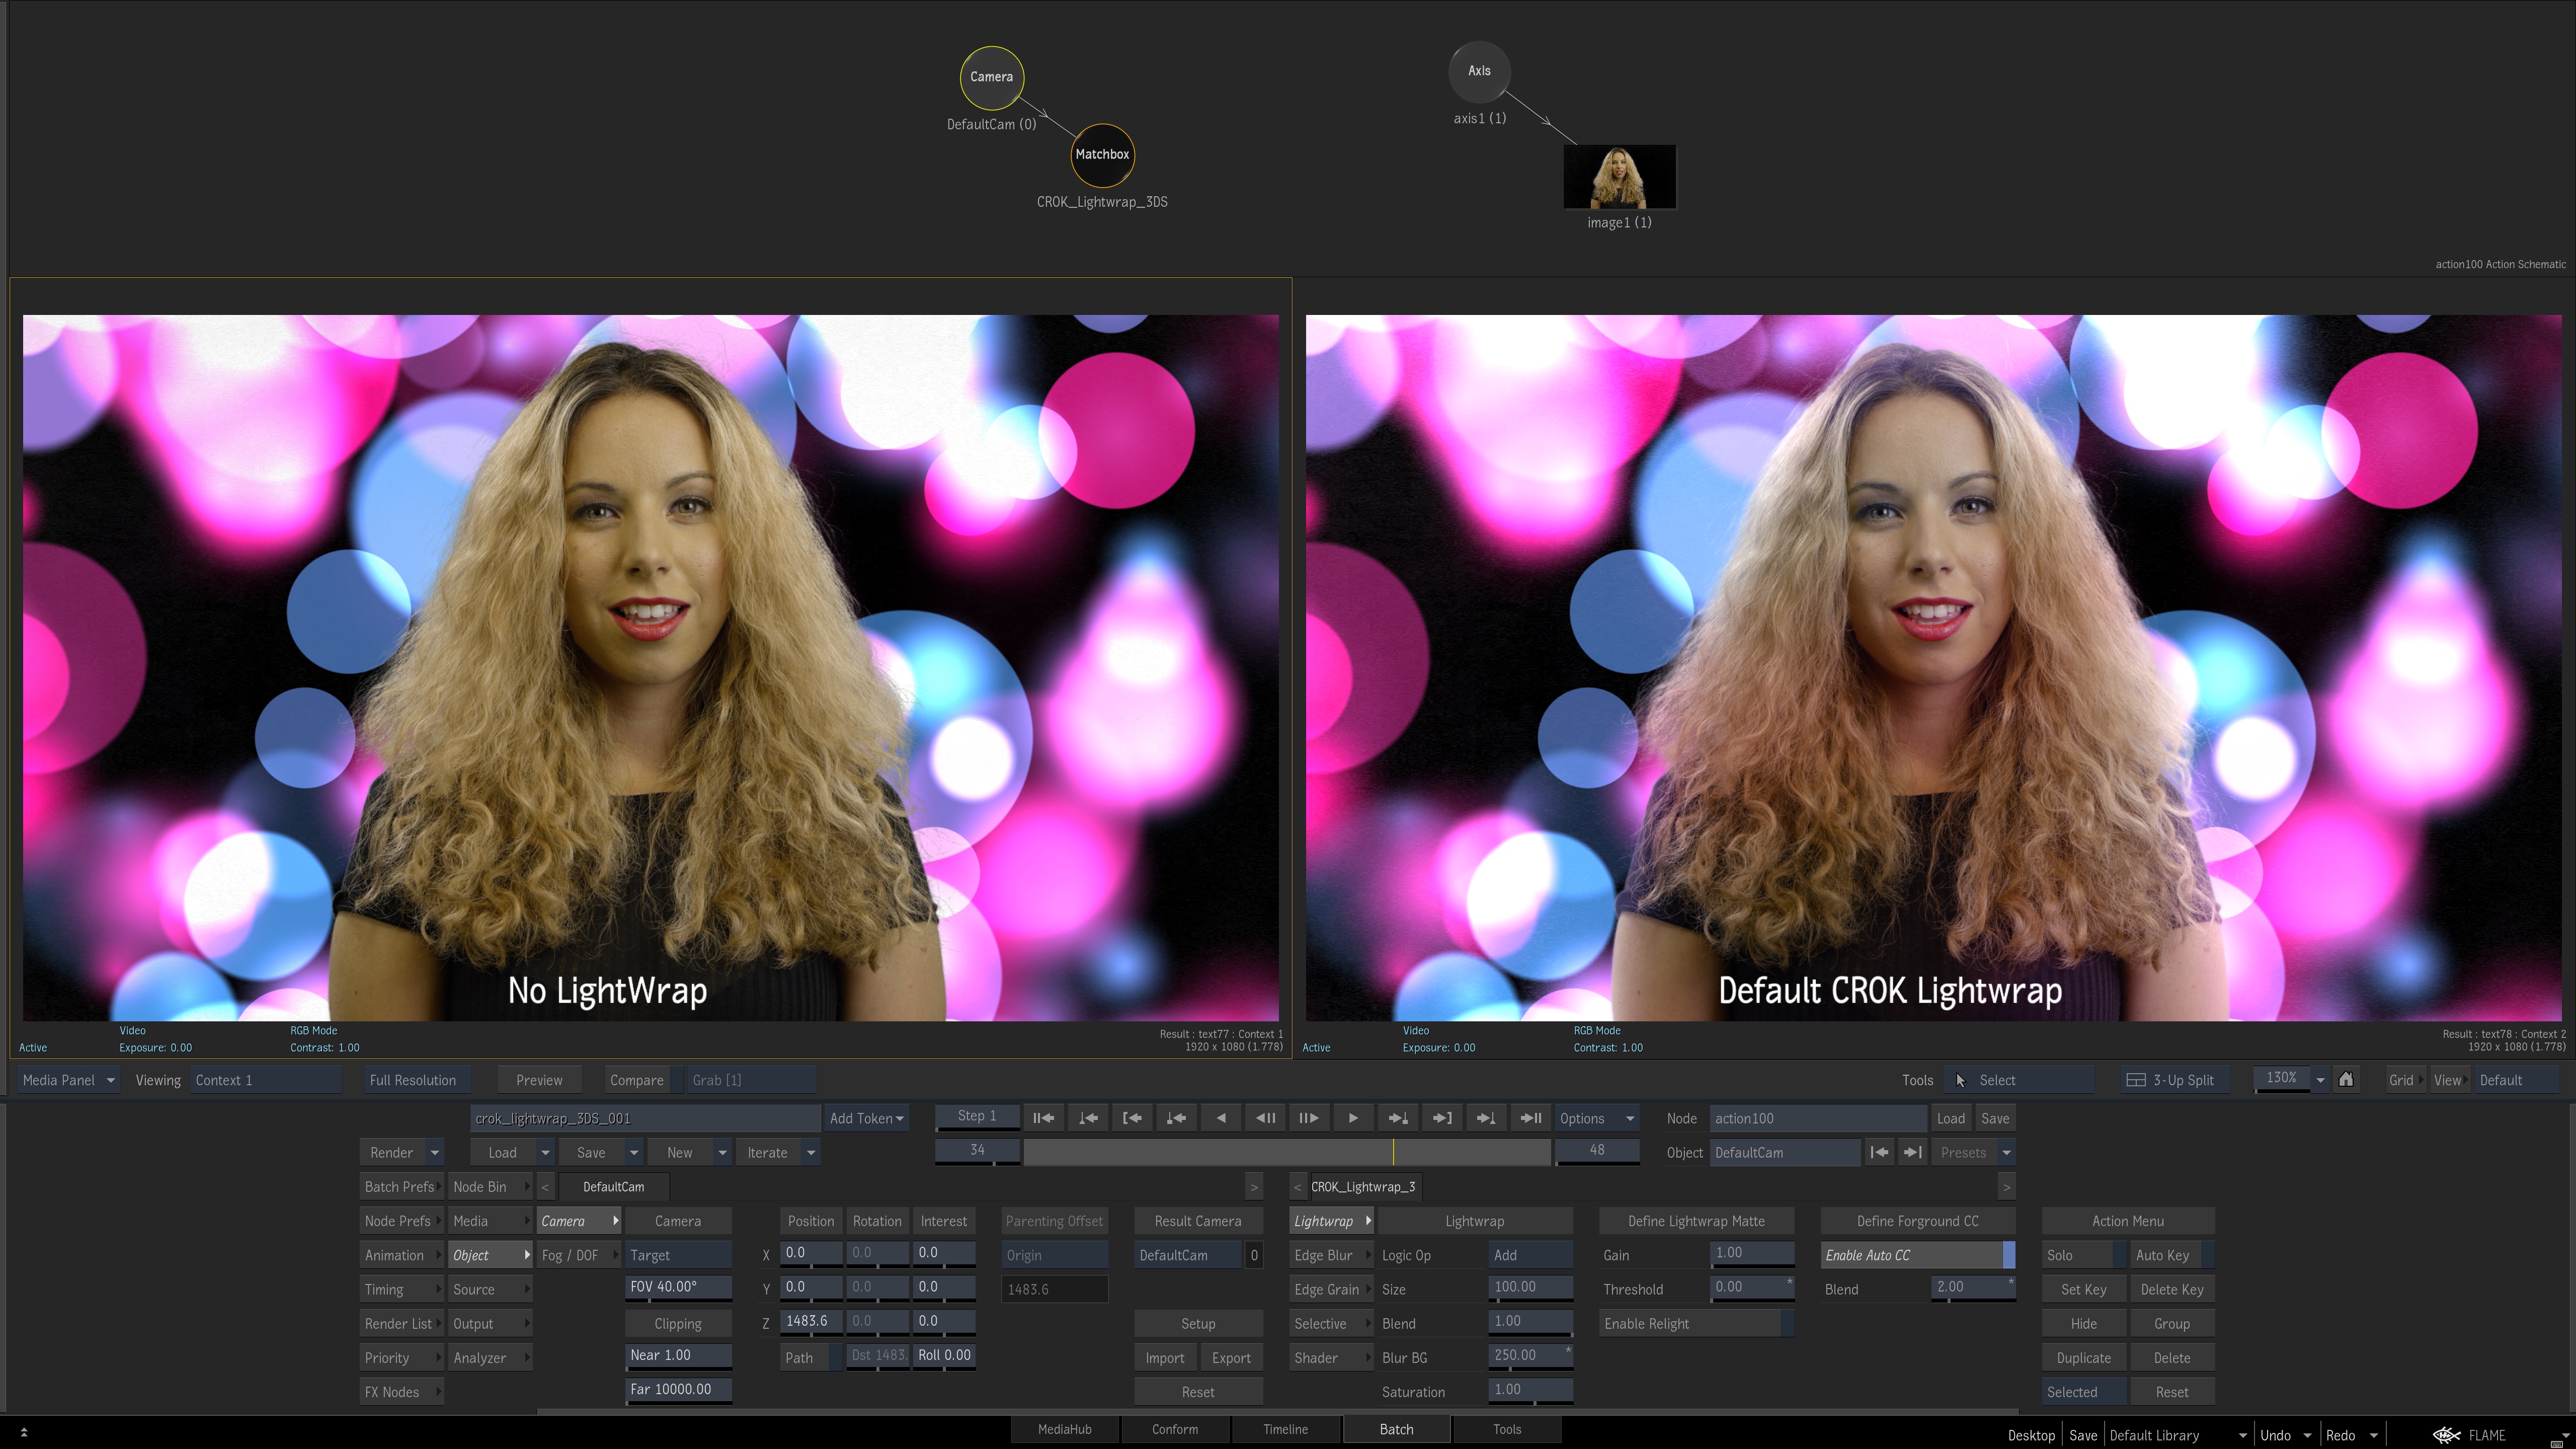 Camera
DefaultCam (0)
Matchbox
CROK_Lightwrap_3DS
Axis
axis1 (1)
image1 (1)
action100 Action Schematic
No LightWrap
Default CROK Lightwrap
Video RGB Mode Result : text77 : Context 1
Active Exposure: 0.00 Contrast: 1.00 1920 x 1080 (1.778)
Video RGB Mode Result : text78 : Context 2
Active Exposure: 0.00 Contrast: 1.00 1920 x 1080 (1.778)
Media Panel Viewing Context 1 Full Resolution Preview Compare Grab [1] Tools Select 3-Up Split 130% Grid View Default
crok_lightwrap_3DS_001 Add Token Step 1 Options Node action100 Load Save
Render Load Save New Iterate 34 48 Object DefaultCam Presets
Batch Prefs Node Bin < DefaultCam > < CROK_Lightwrap_3 >
Node Prefs Media Camera Camera Position Rotation Interest Parenting Offset Result Camera Lightwrap Lightwrap Define Lightwrap Matte Define Forground CC Action Menu
Animation Object Fog / DOF Target X 0.0 0.0 0.0 Origin DefaultCam 0 Edge Blur Logic Op Add Gain 1.00 Enable Auto CC Solo Auto Key
Timing Source FOV 40.00° Y 0.0 0.0 0.0 1483.6 Edge Grain Size 100.00 Threshold 0.00 * Blend 2.00 * Set Key Delete Key
Render List Output Clipping Z 1483.6 0.0 0.0 Setup Selective Blend 1.00 Enable Relight Hide Group
Priority Analyzer Near 1.00 Path Dst 1483. Roll 0.00 Import Export Shader Blur BG 250.00 * Duplicate Delete
FX Nodes Far 10000.00 Reset Saturation 1.00 Selected Reset
MediaHub Conform Timeline Batch Tools Desktop Save Default Library Undo Redo FLAME